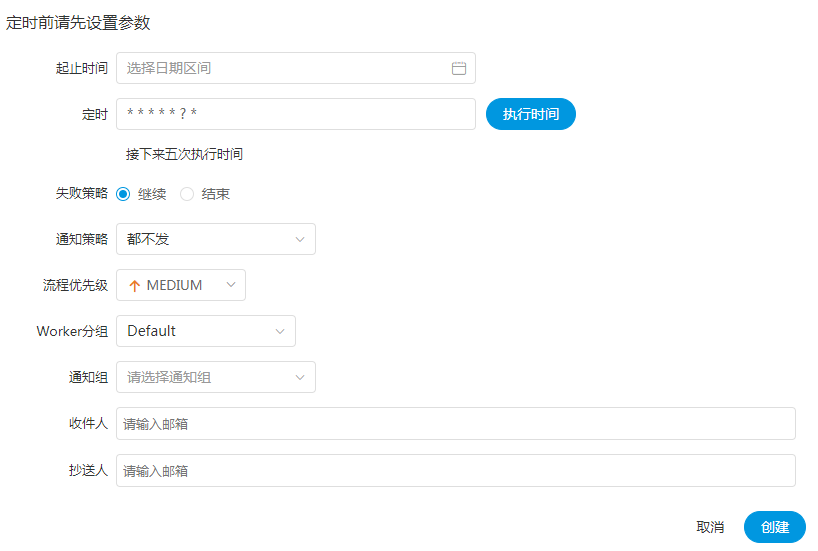 定时前请先设置参数
起止时间 选择日期区间
定时 * * * * * ? * 执行时间
接下来五次执行时间
失败策略 继续 结束
通知策略 都不发
流程优先级 MEDIUM
Worker分组 Default
通知组 请选择通知组
收件人 请输入邮箱
抄送人 请输入邮箱
取消 创建